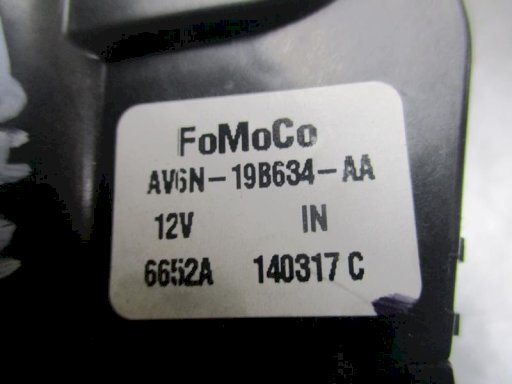 FoMoCo
AV6N-19B634-AA
12V IN
6652A 140317 C